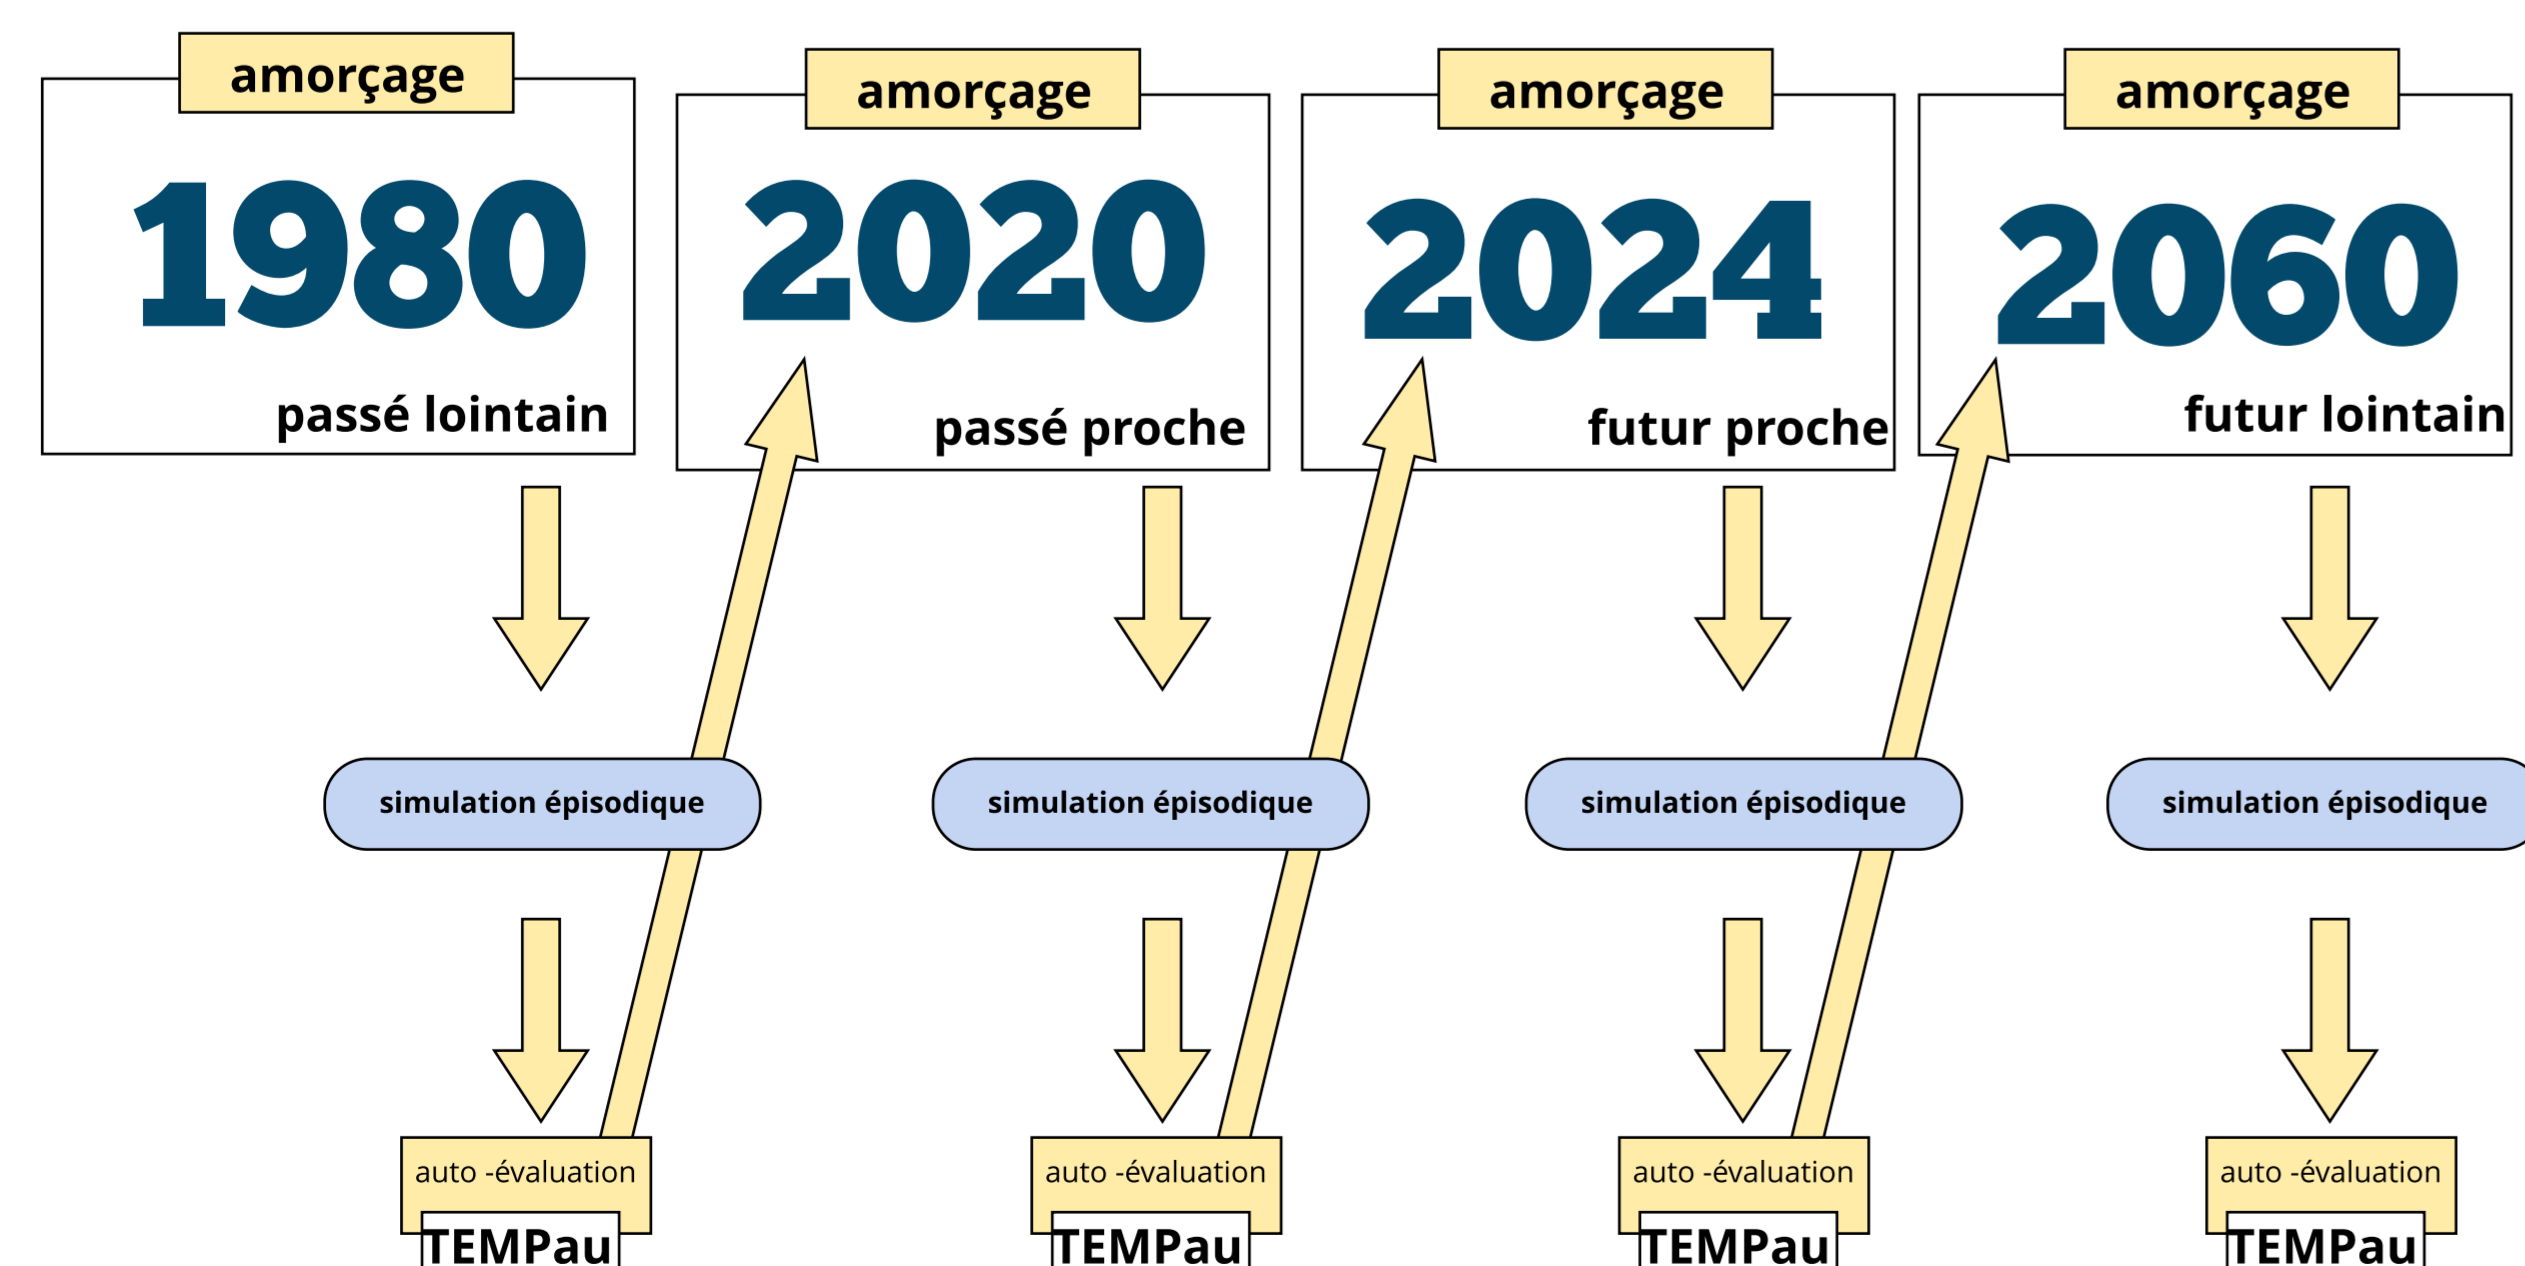 amorçage
1980
passé lointain
simulation épisodique
auto -évaluation
TEMPau
amorçage
2020
passé proche
simulation épisodique
auto -évaluation
TEMPau
amorçage
2024
futur proche
simulation épisodique
auto -évaluation
TEMPau
amorçage
2060
futur lointain
simulation épisodique
auto -évaluation
TEMPau